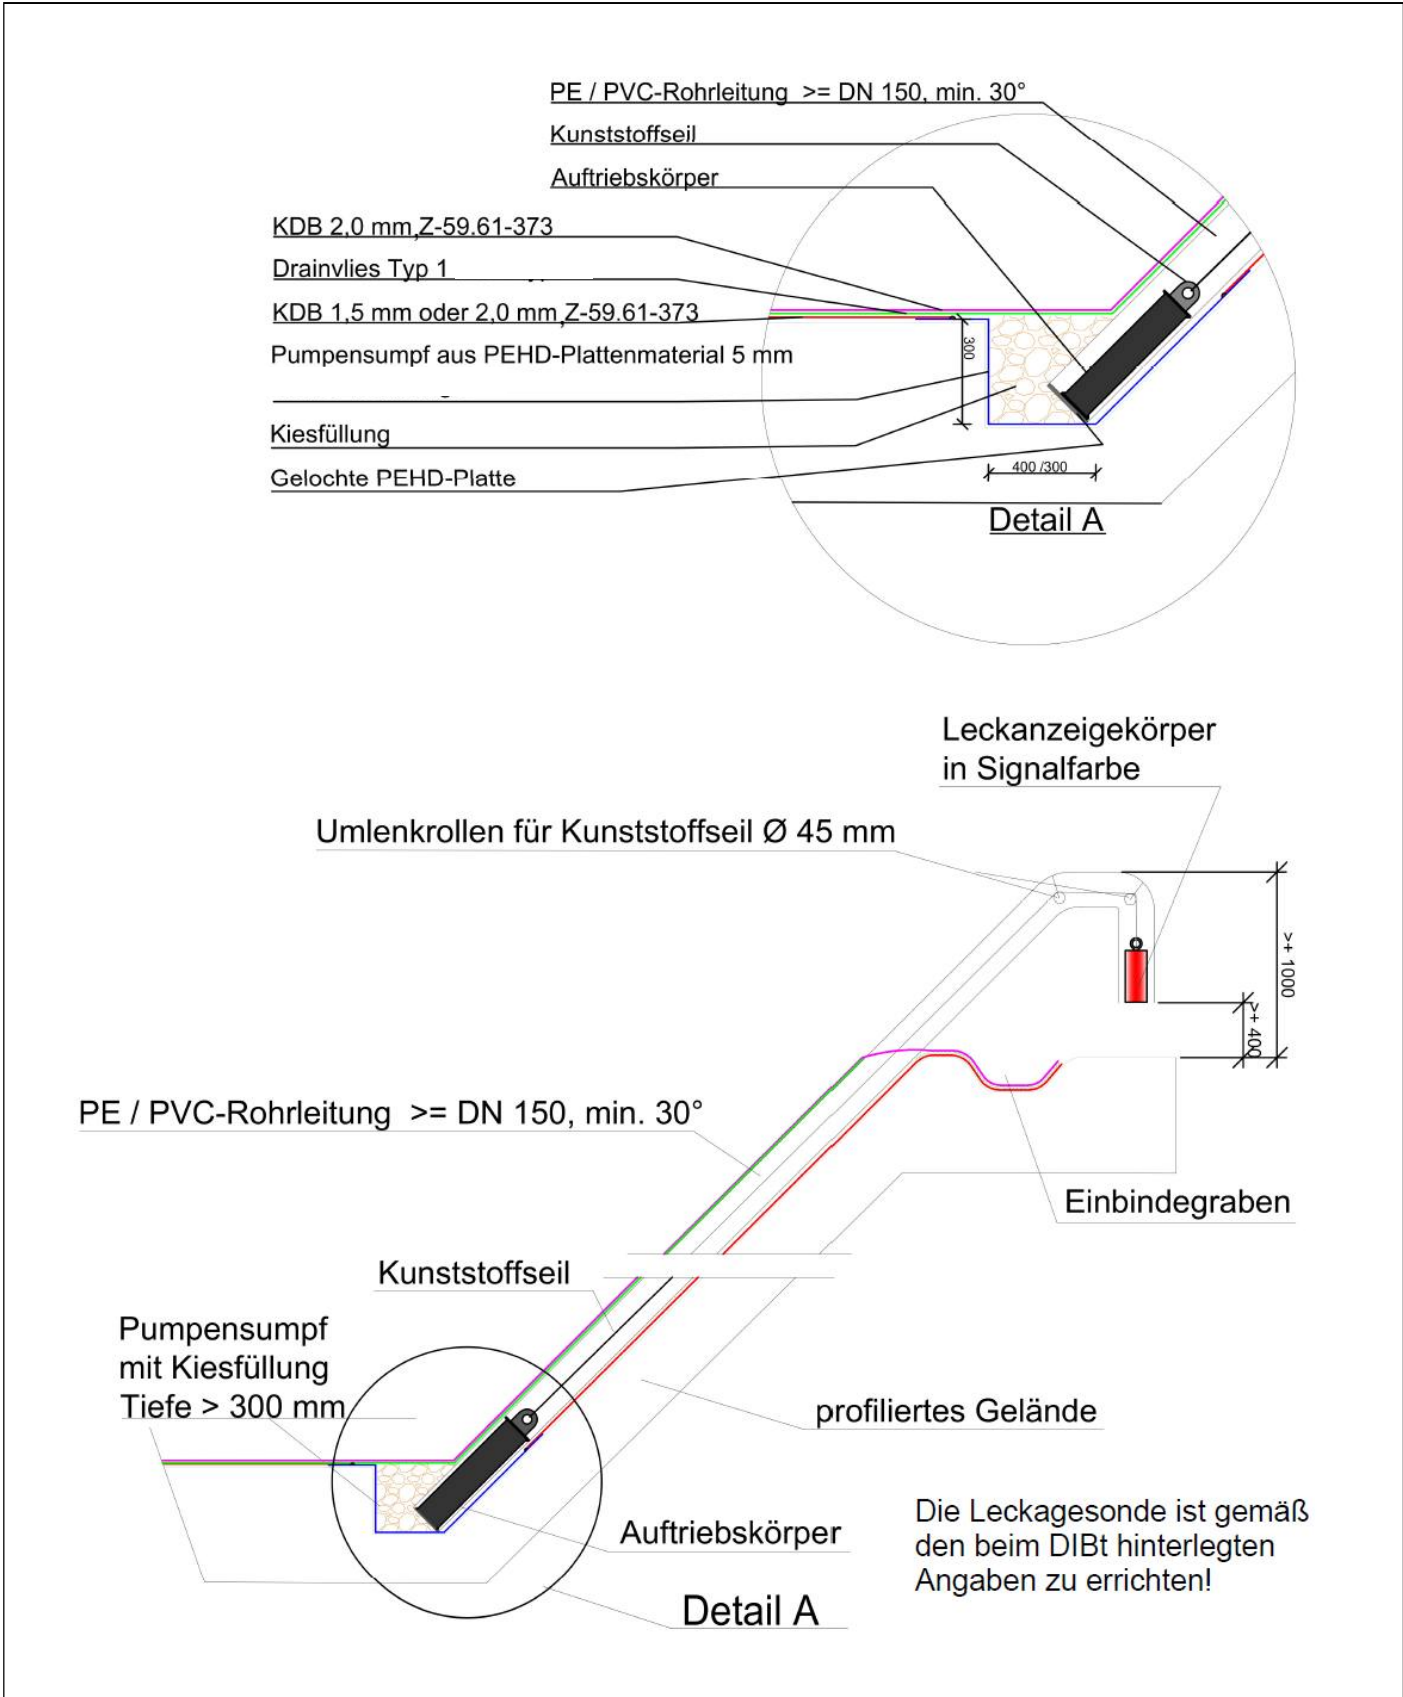 PE / PVC-Rohrleitung >= DN 150, min. 30°
Kunststoffseil
Auftriebskörper
KDB 2,0 mm,Z-59.61-373
Drainvlies Typ 1
KDB 1,5 mm oder 2,0 mm,Z-59.61-373
Pumpensumpf aus PEHD-Plattenmaterial 5 mm
Kiesfüllung
Gelochte PEHD-Platte
300
400 /300
Detail A
Leckanzeigekörper
in Signalfarbe
Umlenkrollen für Kunststoffseil Ø 45 mm
>+ 1000
>+ 400
PE / PVC-Rohrleitung >= DN 150, min. 30°
Einbindegraben
Kunststoffseil
Pumpensumpf
mit Kiesfüllung
Tiefe > 300 mm
profiliertes Gelände
Auftriebskörper
Detail A
Die Leckagesonde ist gemäß
den beim DIBt hinterlegten
Angaben zu errichten!